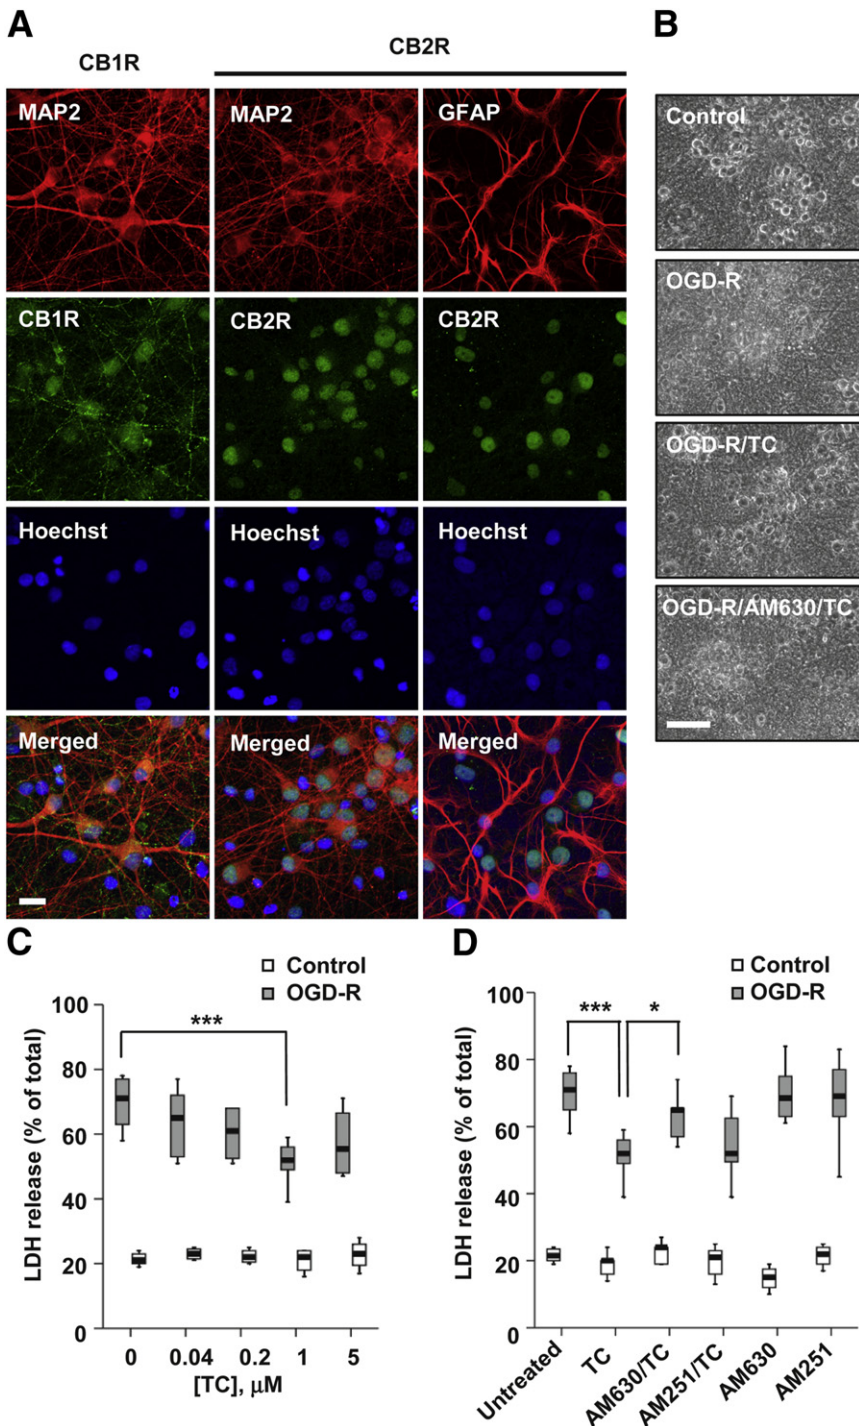 A
B
CB1R
CB2R
MAP2
MAP2
GFAP
CB1R
CB2R
CB2R
Hoechst
Hoechst
Hoechst
Merged
Merged
Merged
Control
OGD-R
OGD-R/TC
OGD-R/AM630/TC
C
Control
OGD-R
***
100
80
60
40
20
0
LDH release (% of total)
0 0.04 0.2 1 5
[TC], μM
D
Control
OGD-R
*** *
100
80
60
40
20
0
LDH release (% of total)
Untreated
TC
AM630/TC
AM251/TC
AM630
AM251